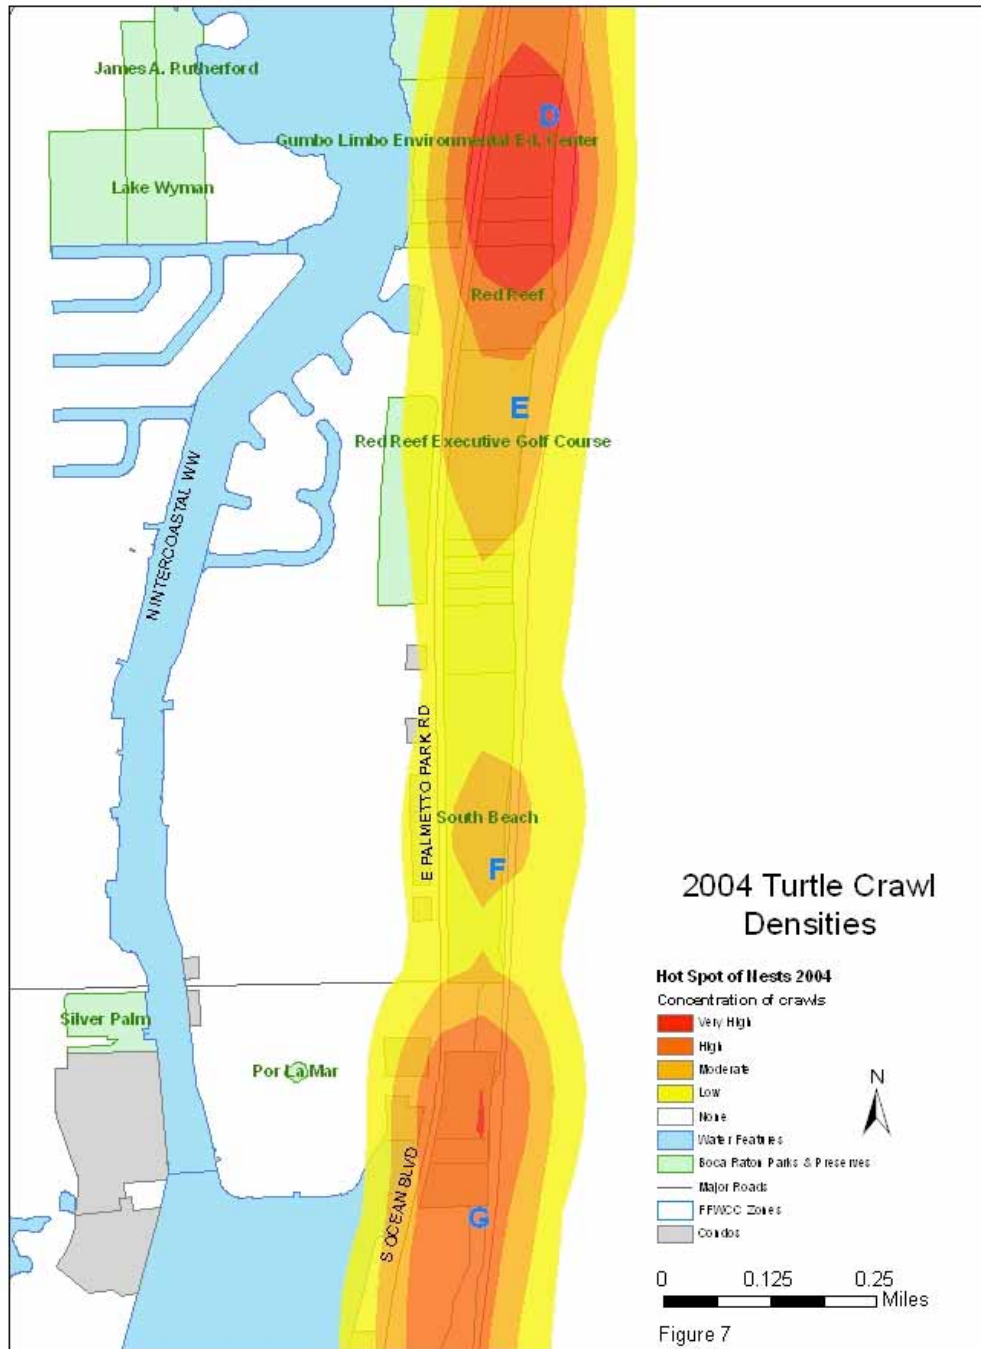 James A. Rutherford
D
Gumbo Limbo Environmental Ed. Center
Lake Wyman
Red Reef
E
Red Reef Executive Golf Course
N INTERCOASTAL WW
E PALMETTO PARK RD
South Beach
F
Silver Palm
Por La Mar
S OCEAN BLVD
G
2004 Turtle Crawl
Densities
Hot Spot of Nests 2004
Concentration of crawls
Very High
High
Moderate
Low
None
Water Features
Boca Raton Parks & Preserves
Major Roads
FFWCC Zones
Condos
N
0 0.125 0.25
Miles
Figure 7